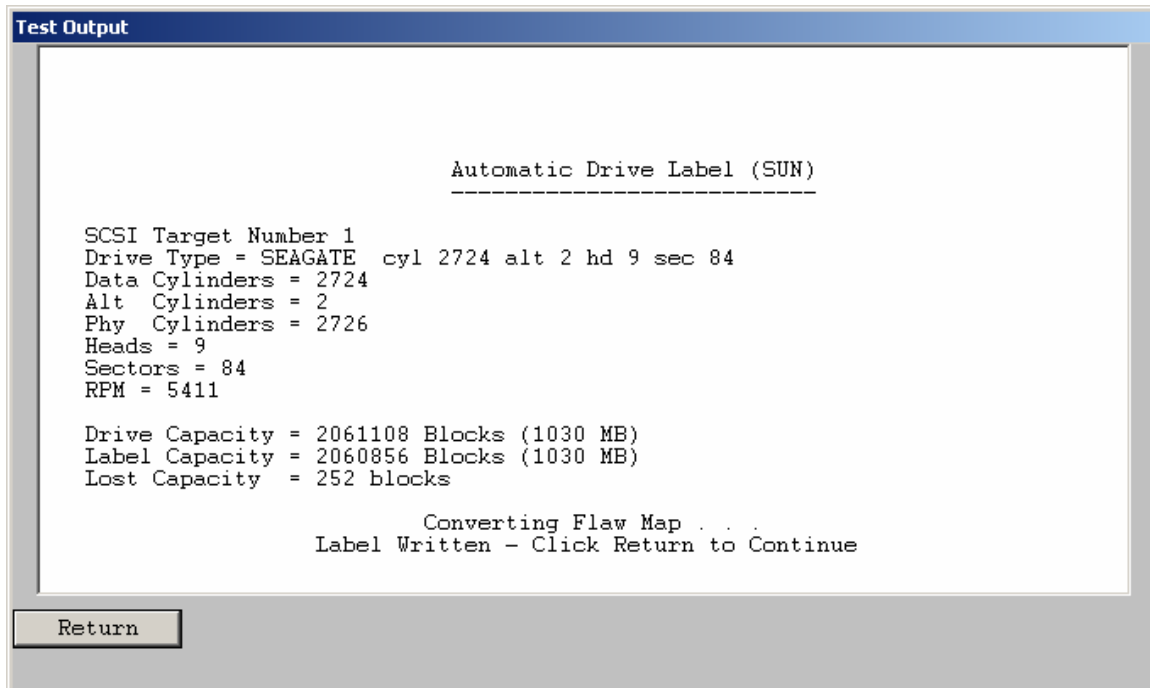 Test Output
Automatic Drive Label (SUN)
---------------------------
SCSI Target Number 1
Drive Type = SEAGATE  cyl 2724 alt 2 hd 9 sec 84
Data Cylinders = 2724
Alt  Cylinders = 2
Phy  Cylinders = 2726
Heads = 9
Sectors = 84
RPM = 5411
Drive Capacity = 2061108 Blocks (1030 MB)
Label Capacity = 2060856 Blocks (1030 MB)
Lost Capacity  = 252 blocks
Converting Flaw Map . . .
Label Written - Click Return to Continue
Return